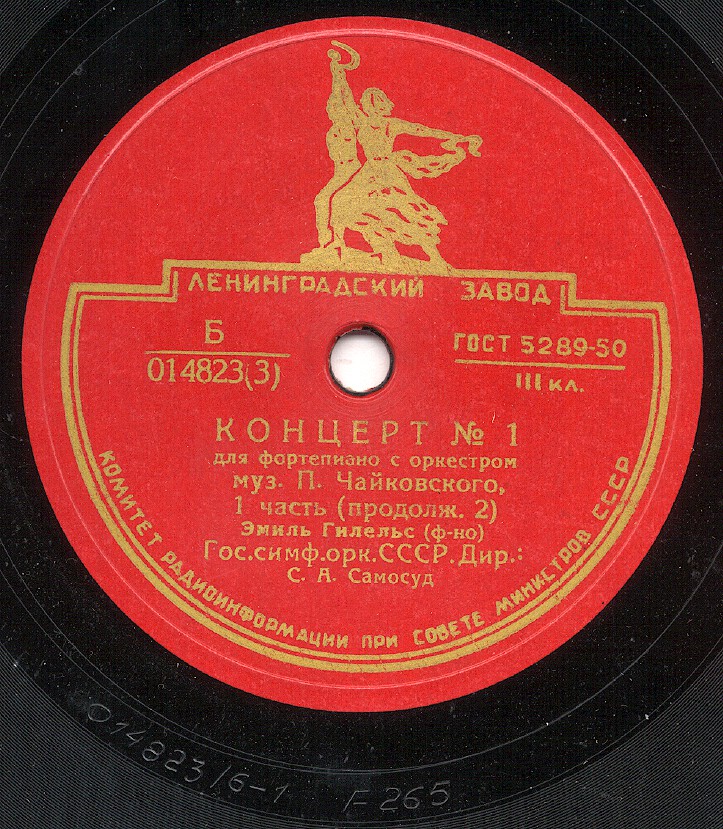 ЛЕНИНГРАДСКИЙ ЗАВОД
Б
014823(3)
ГОСТ 5289-50
III кл.
КОНЦЕРТ № 1
для фортепиано с оркестром
муз. П. Чайковского,
1 часть (продолж. 2)
Эмиль Гилельс (ф-но)
Гос.симф.орк.СССР.Дир.:
С. А. Самосуд
КОМИТЕТ РАДИОИНФОРМАЦИИ ПРИ СОВЕТЕ МИНИСТРОВ СССР
014823/6-1 F 265